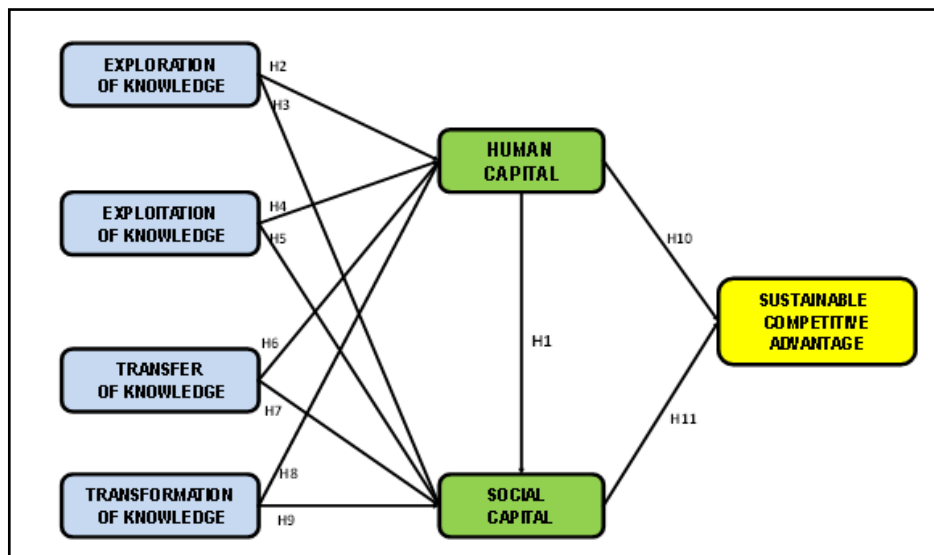 EXPLORATION
OF KNOWLEDGE
H2
H3
HUMAN
CAPITAL
EXPLOITATION
OF KNOWLEDGE
H4
H5
H10
SUSTAINABLE
COMPETITIVE
ADVANTAGE
H1
TRANSFER
OF KNOWLEDGE
H6
H7
H11
TRANSFORMATION
OF KNOWLEDGE
H8
H9
SOCIAL
CAPITAL